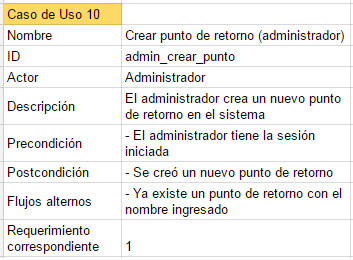 Caso de Uso 10
Nombre Crear punto de retorno (administrador)
ID admin_crear_punto
Actor Administrador
Descripción El administrador crea un nuevo punto
de retorno en el sistema
Precondición - El administrador tiene la sesión
iniciada
Postcondición - Se creó un nuevo punto de retorno
Flujos alternos - Ya existe un punto de retorno con el
nombre ingresado
Requerimiento
correspondiente 1